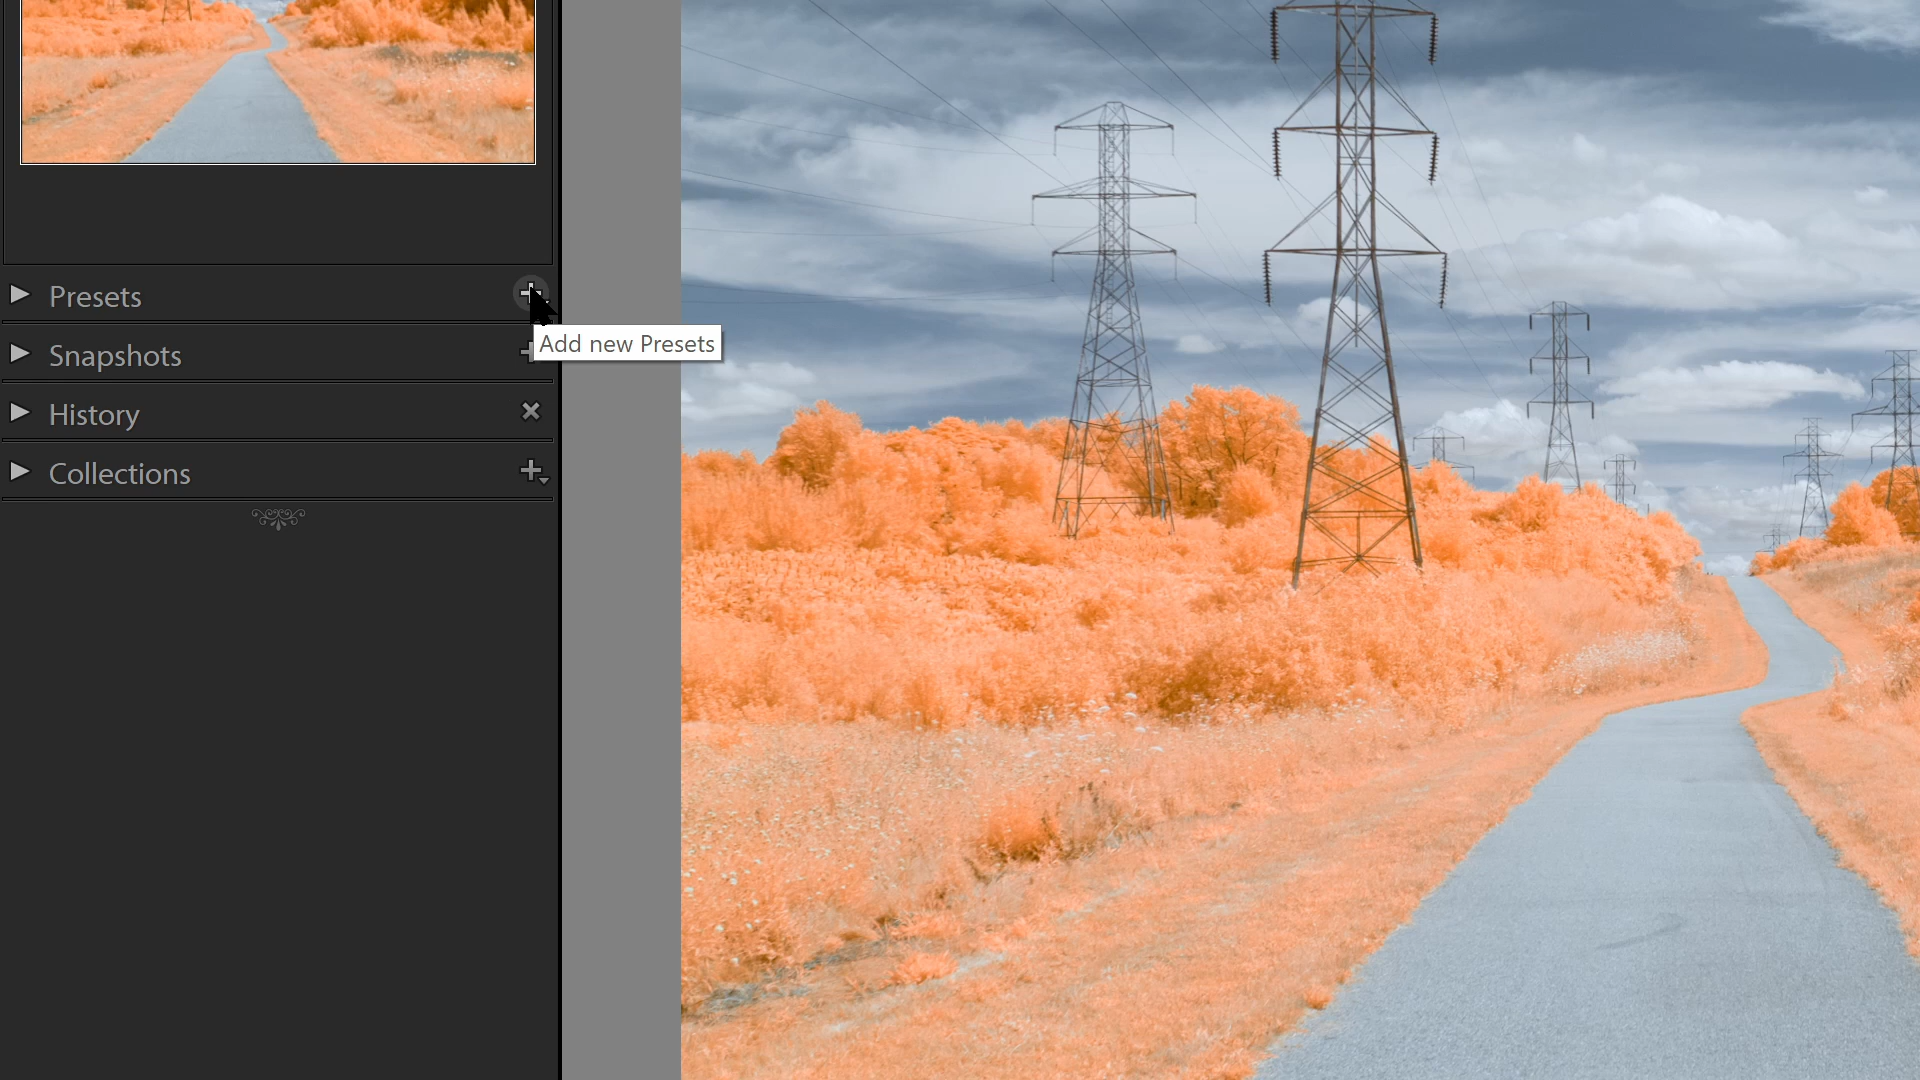 Presets
Add new Presets
Snapshots
History
Collections